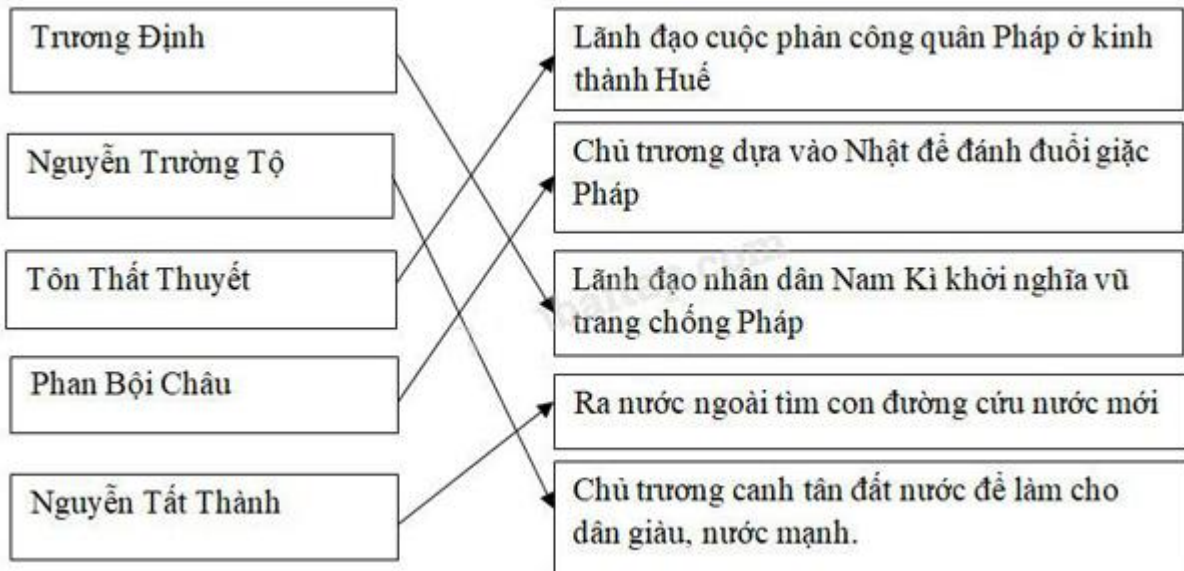 Trương Định
Lãnh đạo cuộc phản công quân Pháp ở kinh
thành Huế
Nguyễn Trường Tộ
Chủ trương dựa vào Nhật để đánh đuổi giặc
Pháp
Tôn Thất Thuyết
Lãnh đạo nhân dân Nam Kì khởi nghĩa vũ
trang chống Pháp
Phan Bội Châu
Ra nước ngoài tìm con đường cứu nước mới
Nguyễn Tất Thành
Chủ trương canh tân đất nước để làm cho
dân giàu, nước mạnh.